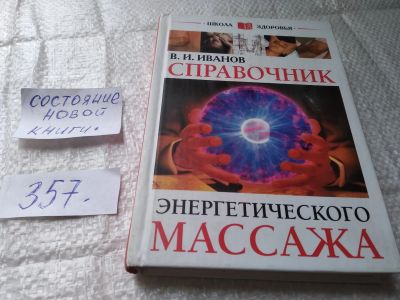 ШКОЛА ЗДОРОВЬЯ
В. И. ИВАНОВ
СПРАВОЧНИК
ЭНЕРГЕТИЧЕСКОГО
МАССАЖА
СОСТОЯНИЕ
НОВОЙ
КНИГИ.
357.